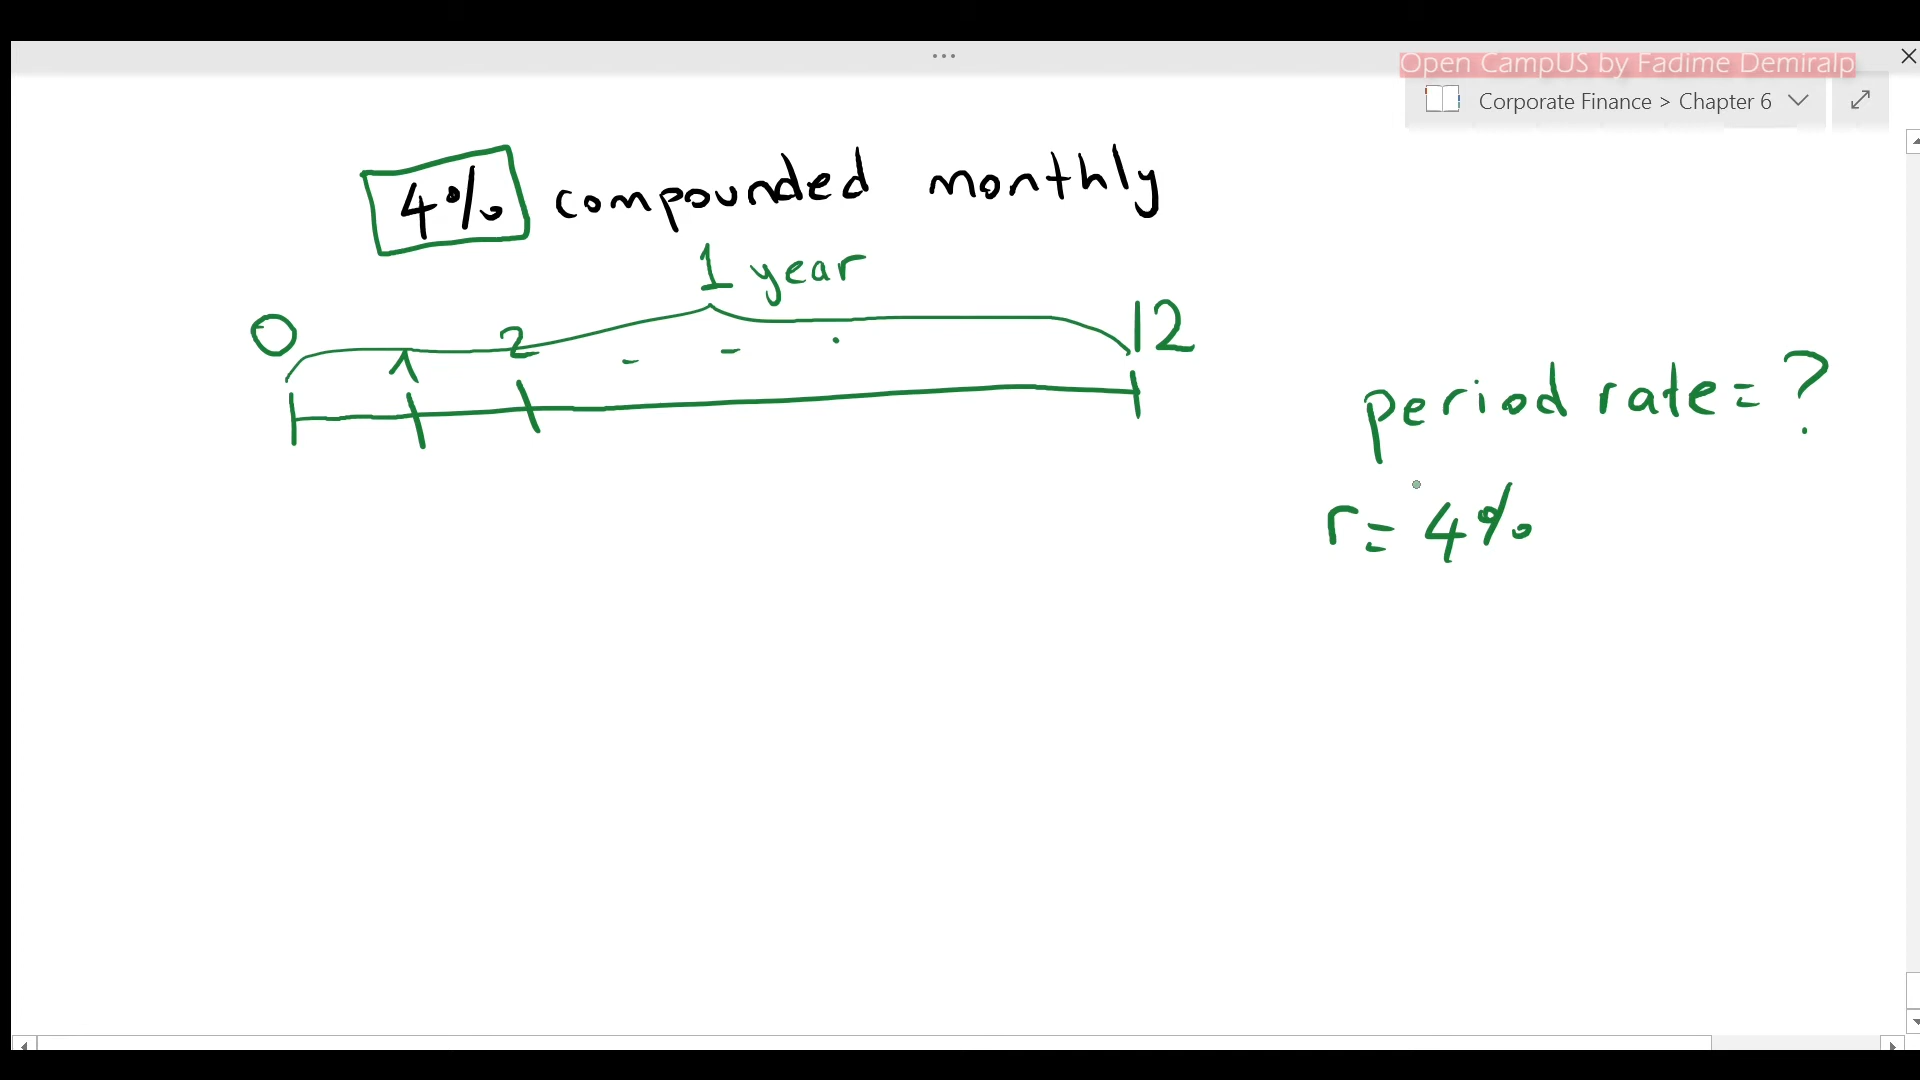 Open CampUS by Fadime Demiralp
Corporate Finance > Chapter 6
4% compounded monthly
1 year
0 1 2 - - . 12
period rate = ?
r = 4%